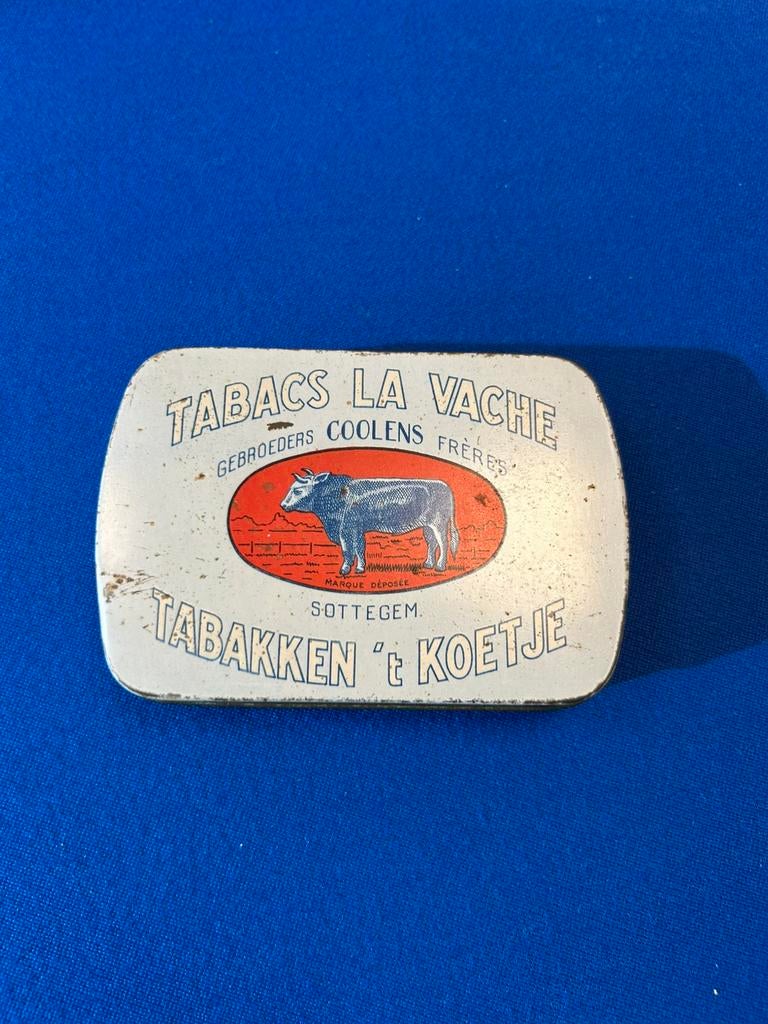 TABACS LA VACHE
GEBROEDERS COOLENS FRÈRES
MARQUE DÉPOSÉE
SOTTEGEM.
TABAKKEN 't KOETJE